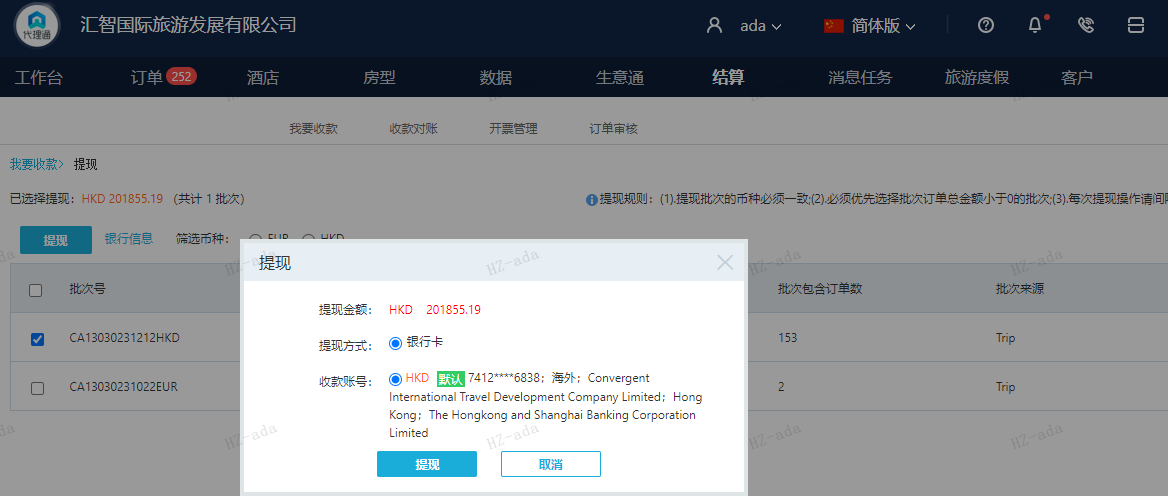 代理通
汇智国际旅游发展有限公司
ada
简体版
工作台
订单 252
酒店
房型
数据
生意通
结算
消息任务
旅游度假
客户
我要收款
收款对账
开票管理
订单审核
我要收款> 提现
已选择提现: HKD 201855.19 (共计 1 批次)
提现规则: (1).提现批次的币种必须一致;(2).必须优先选择批次订单总金额小于0的批次;(3).每次提现操作请间
提现
银行信息
筛选币种:
EUR
HKD
提现
批次号
批次包含订单数
批次来源
CA13030231212HKD
153
Trip
CA13030231022EUR
2
Trip
提现金额: HKD 201855.19
提现方式: 银行卡
收款账号: HKD 默认 7412****6838; 海外; Convergent
International Travel Development Company Limited; Hong
Kong; The Hongkong and Shanghai Banking Corporation
Limited
提现
取消
HZ-ada